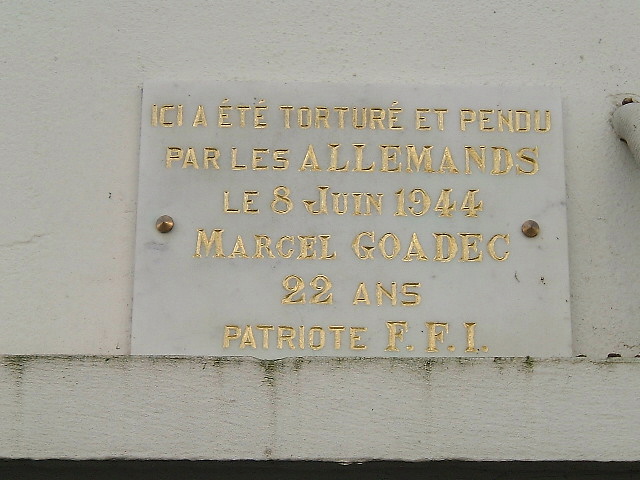 ICI A ÉTÉ TORTURÉ ET PENDU
PAR LES ALLEMANDS
LE 8 JUIN 1944
MARCEL GOADEC
22 ANS
PATRIOTE F.F.I.